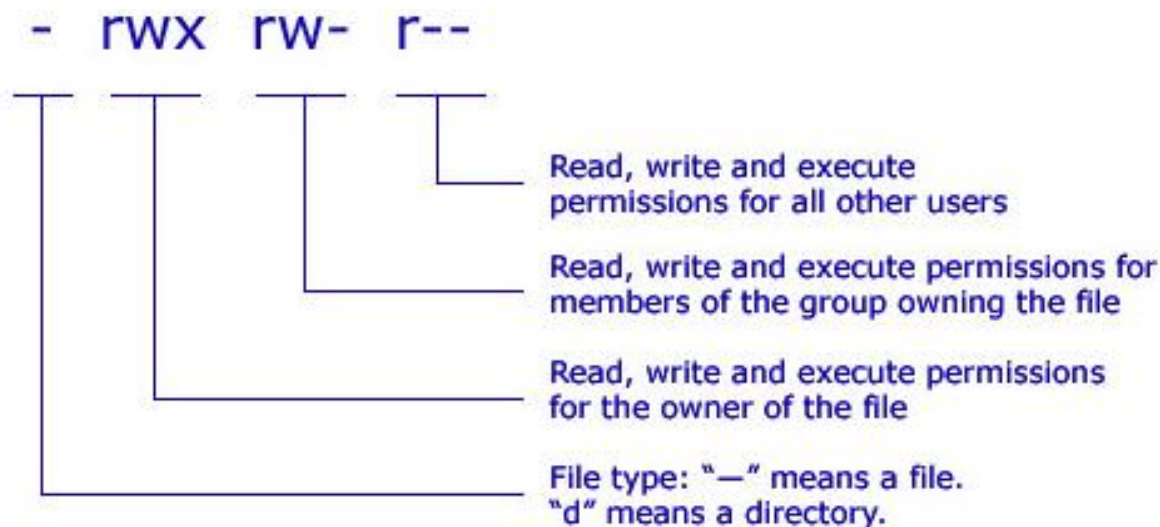 - rwx rw- r--
Read, write and execute
permissions for all other users
Read, write and execute permissions for
members of the group owning the file
Read, write and execute permissions
for the owner of the file
File type: “—” means a file.
“d” means a directory.